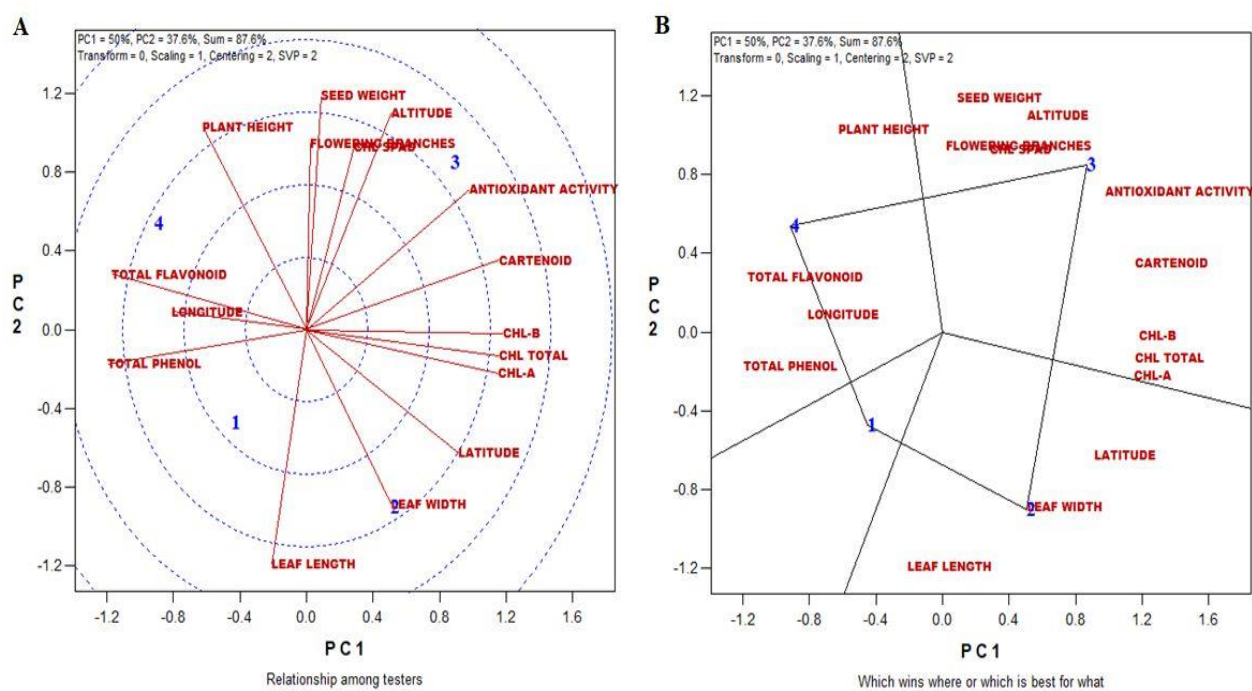 A
PC1 = 50%, PC2 = 37.6%, Sum = 87.6%
Transform = 0, Scaling = 1, Centering = 2, SVP = 2
1.2
0.8
0.4
0.0
-0.4
-0.8
-1.2
PC2
SEED WEIGHT
ALTITUDE
PLANT HEIGHT
FLOWERING BRANCHES
CHL SPAD
3
ANTIOXIDANT ACTIVITY
4
CARTENOID
TOTAL FLAVONOID
LONGITUDE
CHL-B
CHL TOTAL
TOTAL PHENOL
CHL-A
1
LATITUDE
2
LEAF WIDTH
LEAF LENGTH
-1.2 -0.8 -0.4 0.0 0.4 0.8 1.2 1.6
PC1
Relationship among testers
B
PC1 = 50%, PC2 = 37.6%, Sum = 87.6%
Transform = 0, Scaling = 1, Centering = 2, SVP = 2
1.2
0.8
0.4
0.0
-0.4
-0.8
-1.2
PC2
SEED WEIGHT
ALTITUDE
PLANT HEIGHT
FLOWERING BRANCHES
CHL SPAD
3
ANTIOXIDANT ACTIVITY
4
CARTENOID
TOTAL FLAVONOID
LONGITUDE
CHL-B
CHL TOTAL
TOTAL PHENOL
CHL-A
1
LATITUDE
2
LEAF WIDTH
LEAF LENGTH
-1.2 -0.8 -0.4 0.0 0.4 0.8 1.2 1.6
PC1
Which wins where or which is best for what